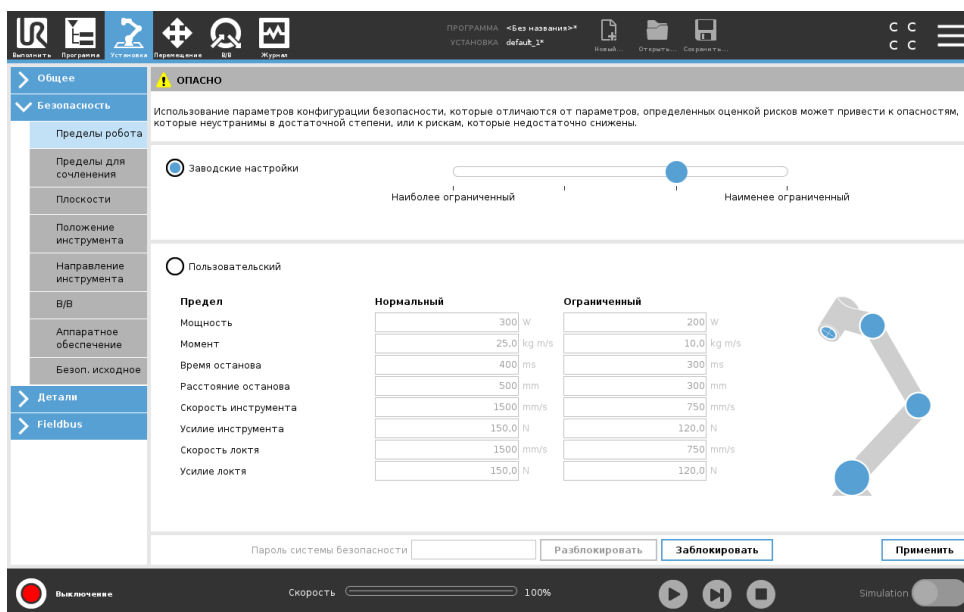 ПРОГРАММА <Без названия>*
УСТАНОВКА default_1*
Выполнить Программа Установка Перемещение В/В Журнал
Новый... Открыть... Сохранить...
C C
C C
Общее
Безопасность
Пределы робота
Пределы для
сочленения
Плоскости
Положение
инструмента
Направление
инструмента
В/В
Аппаратное
обеспечение
Безоп. исходное
Детали
Fieldbus
ОПАСНО
Использование параметров конфигурации безопасности, которые отличаются от параметров, определенных оценкой рисков может привести к опасностям,
которые неустранимы в достаточной степени, или к рискам, которые недостаточно снижены.
Заводские настройки
Наиболее ограниченный Наименее ограниченный
Пользовательский
Предел Нормальный Ограниченный
Мощность 300 W 200 W
Момент 25,0 kg m/s 10,0 kg m/s
Время останова 400 ms 300 ms
Расстояние останова 500 mm 300 mm
Скорость инструмента 1500 mm/s 750 mm/s
Усилие инструмента 150,0 N 120,0 N
Скорость локтя 1500 mm/s 750 mm/s
Усилие локтя 150,0 N 120,0 N
Пароль системы безопасности Разблокировать Заблокировать Применить
Выключение Скорость 100% Simulation